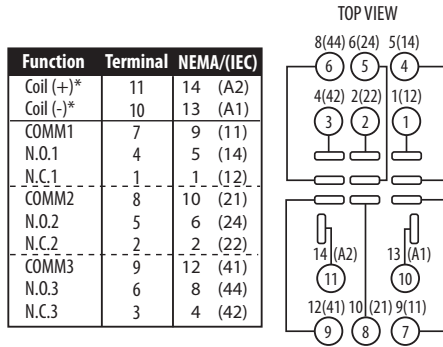 Function Terminal NEMA/(IEC)
Coil (+)* 11 14 (A2)
Coil (-)* 10 13 (A1)
COMM1 7 9 (11)
N.O.1 4 5 (14)
N.C.1 1 1 (12)
COMM2 8 10 (21)
N.O.2 5 6 (24)
N.C.2 2 2 (22)
COMM3 9 12 (41)
N.O.3 6 8 (44)
N.C.3 3 4 (42)
TOP VIEW
8(44) 6(24) 5(14)
6 5 4
4(42) 2(22) 1(12)
3 2 1
14 (A2) 13 (A1)
11 10
12(41) 10 (21) 9(11)
9 8 7